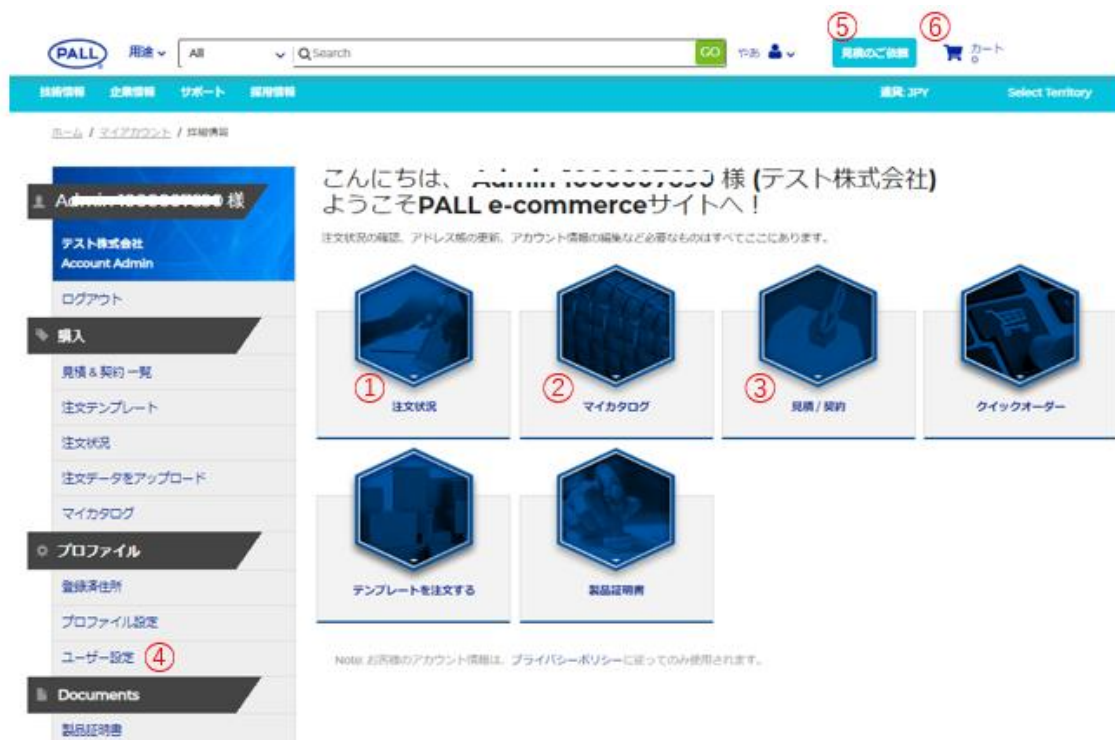 ⑤ ⑥
PALL 用途 All Search GO やあ 見積のご依頼 カート
0
技術情報 企業情報 サポート 採用情報 通貨: JPY Select Territory
ホーム / マイアカウント / 詳細情報
こんにちは、 様 (テスト株式会社)
ようこそPALL e-commerceサイトへ!
注文状況の確認、アドレス帳の更新、アカウント情報の編集など必要なものはすべてここにあります。
様
テスト株式会社
Account Admin
ログアウト
購入
見積 & 契約 一覧
注文テンプレート
注文状況
注文データをアップロード
マイカタログ
プロファイル
登録済住所
プロファイル設定
ユーザー設定 ④
Documents
製品証明書
① 注文状況
② マイカタログ
③ 見積 / 契約
クイックオーダー
テンプレートを注文する
製品証明書
Note: お客様のアカウント情報は、プライバシーポリシーに従ってのみ使用されます。